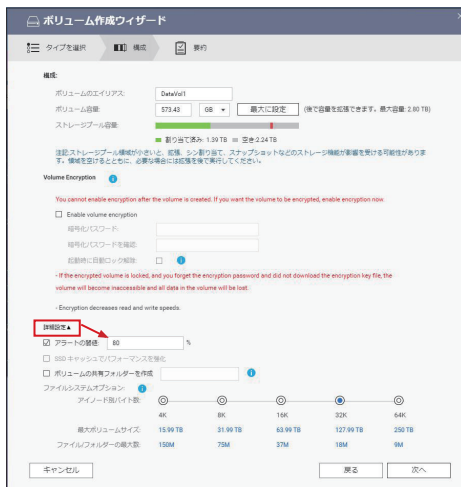 ボリューム作成ウィザード
タイプを選択 構成 要約
構成:
ボリュームのエイリアス: DataVol1
ボリューム容量: 573.43 GB 最大に設定 (後で容量を拡張できます。最大容量: 2.80 TB)
ストレージプール容量:
割り当て済み: 1.39 TB 空き:2.24 TB
注記:ストレージプール領域が小さいと、拡張、シン割り当て、スナップショットなどのストレージ機能が影響を受ける可能性がありま
す。領域を空けるとともに、必要な場合には拡張を後で実行してください。
Volume Encryption
You cannot enable encryption after the volume is created. If you want the volume to be encrypted, enable encryption now.
Enable volume encryption
暗号化パスワード:
暗号化パスワードを確認:
起動時に自動ロック解除:
- If the encrypted volume is locked, and you forget the encryption password and did not download the encryption key file, the
volume will become inaccessible and all data in the volume will be lost.
- Encryption decreases read and write speeds.
詳細設定▲
アラートの閾値: 80 %
SSD キャッシュでパフォーマンスを強化
ボリュームの共有フォルダーを作成
ファイルシステムオプション:
アイノード別バイト数:
4K 8K 16K 32K 64K
最大ボリュームサイズ: 15.99 TB 31.99 TB 63.99 TB 127.99 TB 250 TB
ファイル/フォルダーの最大数: 150M 75M 37M 18M 9M
キャンセル 戻る 次へ